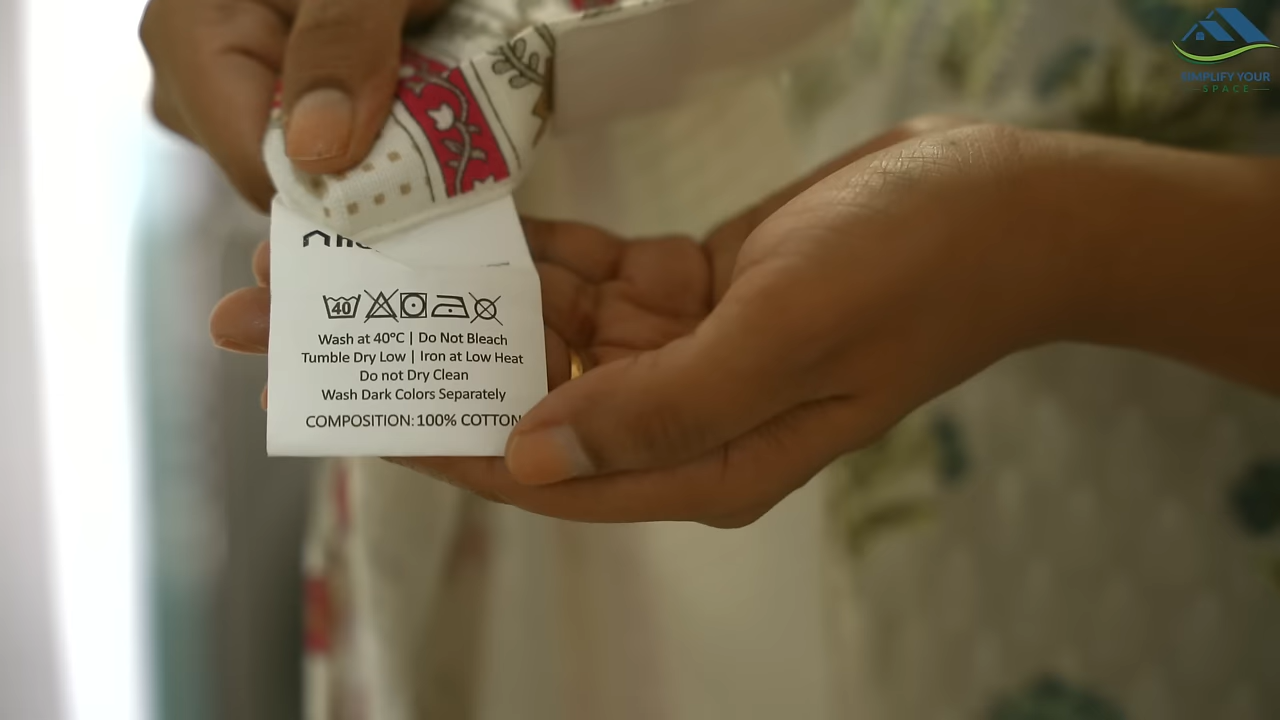 SIMPLIFY YOUR
SPACE
40
Wash at 40°C | Do Not Bleach
Tumble Dry Low | Iron at Low Heat
Do not Dry Clean
Wash Dark Colors Separately
COMPOSITION: 100% COTTON